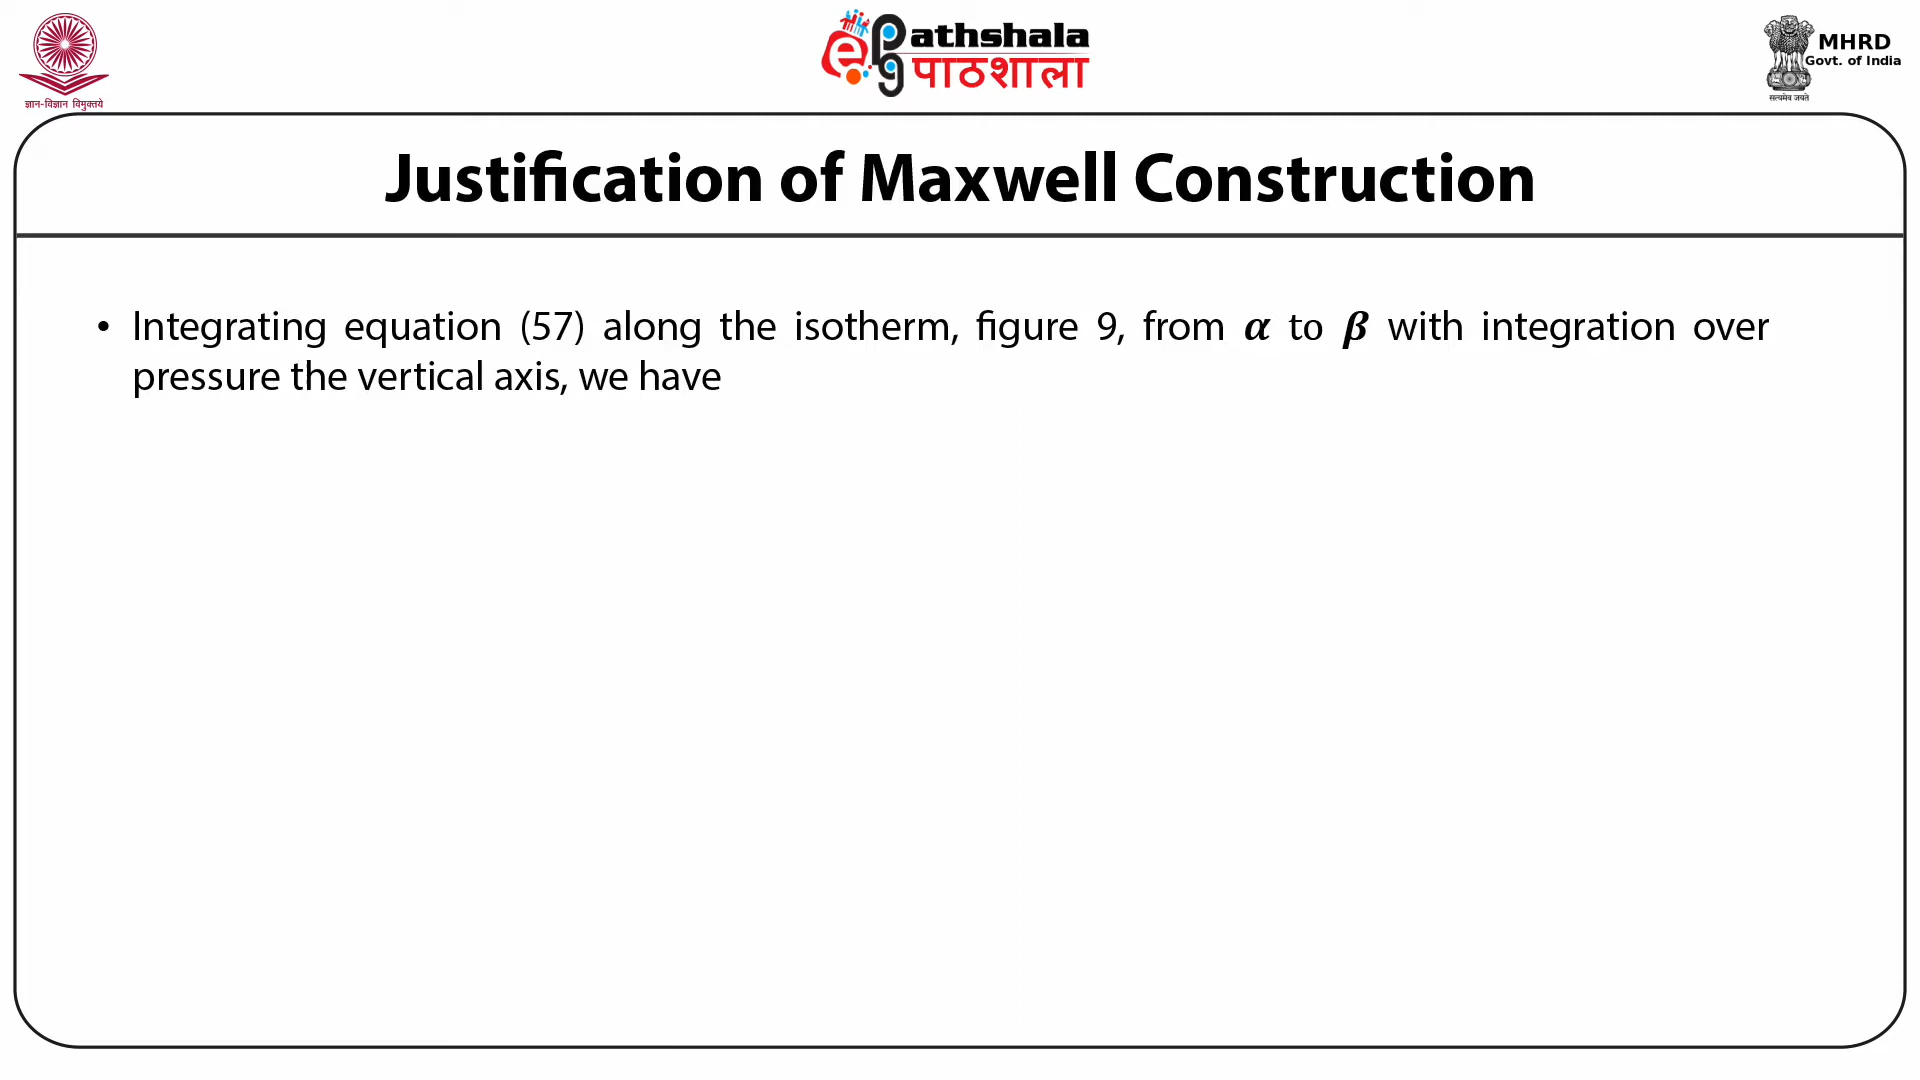 ज्ञान-विज्ञान विमुक्तये
e Pg athshala
पाठशाला
MHRD
Govt. of India
सत्यमेव जयते
Justification of Maxwell Construction
• Integrating equation (57) along the isotherm, figure 9, from α to β with integration over
pressure the vertical axis, we have